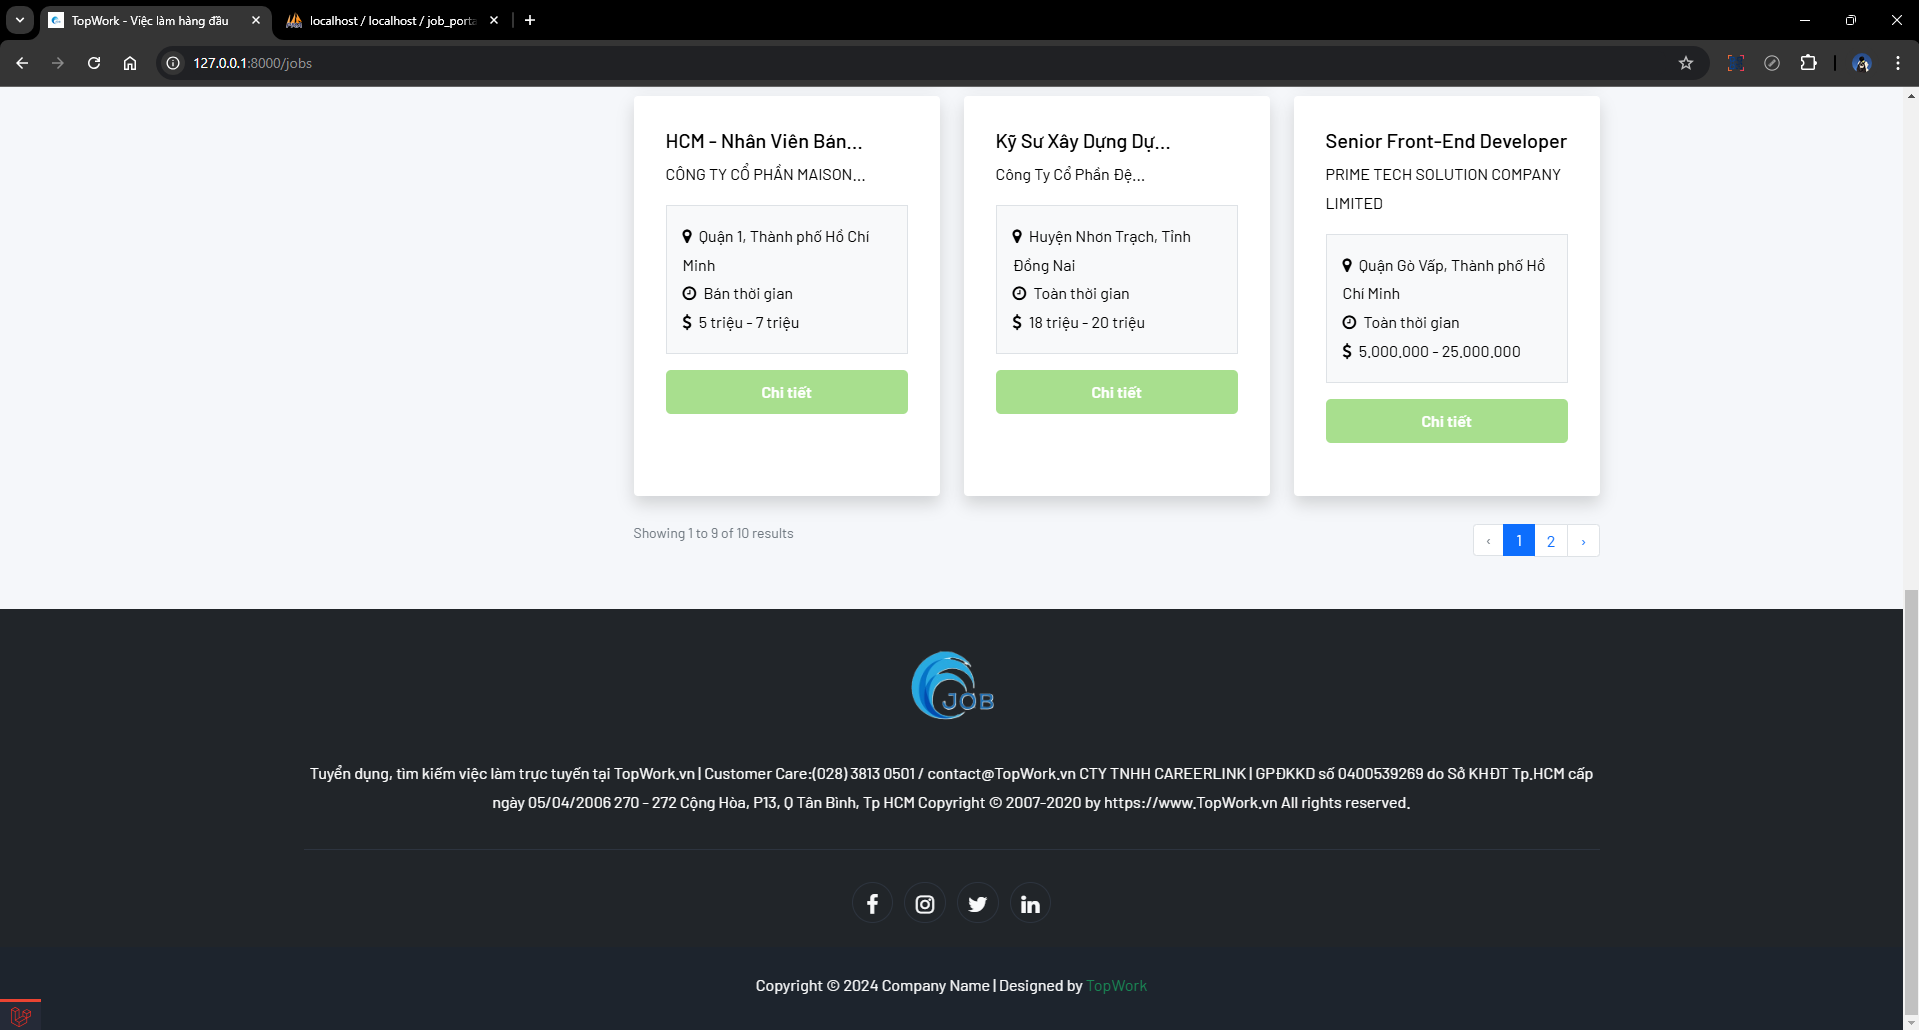 TopWork - Việc làm hàng đầu
localhost / localhost / job_porta
127.0.0.1:8000/jobs
HCM - Nhân Viên Bán...
CÔNG TY CỔ PHẦN MAISON...
Quận 1, Thành phố Hồ Chí
Minh
Bán thời gian
$ 5 triệu - 7 triệu
Chi tiết
Kỹ Sư Xây Dựng Dự...
Công Ty Cổ Phần Đệ...
Huyện Nhơn Trạch, Tỉnh
Đồng Nai
Toàn thời gian
$ 18 triệu - 20 triệu
Chi tiết
Senior Front-End Developer
PRIME TECH SOLUTION COMPANY
LIMITED
Quận Gò Vấp, Thành phố Hồ
Chí Minh
Toàn thời gian
$ 5.000.000 - 25.000.000
Chi tiết
Showing 1 to 9 of 10 results
‹ 1 2 ›
JOB
Tuyển dụng, tìm kiếm việc làm trực tuyến tại TopWork.vn | Customer Care:(028) 3813 0501 / contact@TopWork.vn CTY TNHH CAREERLINK | GPĐKKD số 0400539269 do Sở KHĐT Tp.HCM cấp
ngày 05/04/2006 270 - 272 Cộng Hòa, P13, Q Tân Bình, Tp HCM Copyright © 2007-2020 by https://www.TopWork.vn All rights reserved.
Copyright © 2024 Company Name | Designed by TopWork